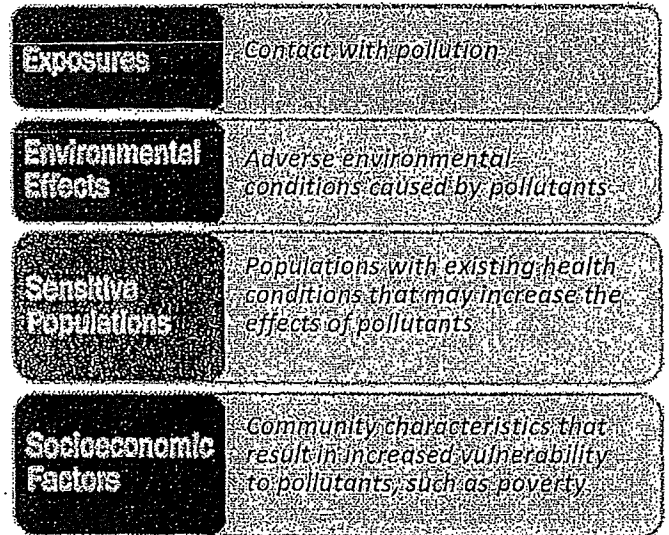 Exposures
Contact with pollution
Environmental
Effects
Adverse environmental
conditions caused by pollutants
Sensitive
Populations
Populations with existing health
conditions that may increase the
effects of pollutants
Socioeconomic
Factors
Community characteristics that
result in increased vulnerability
to pollutants, such as poverty